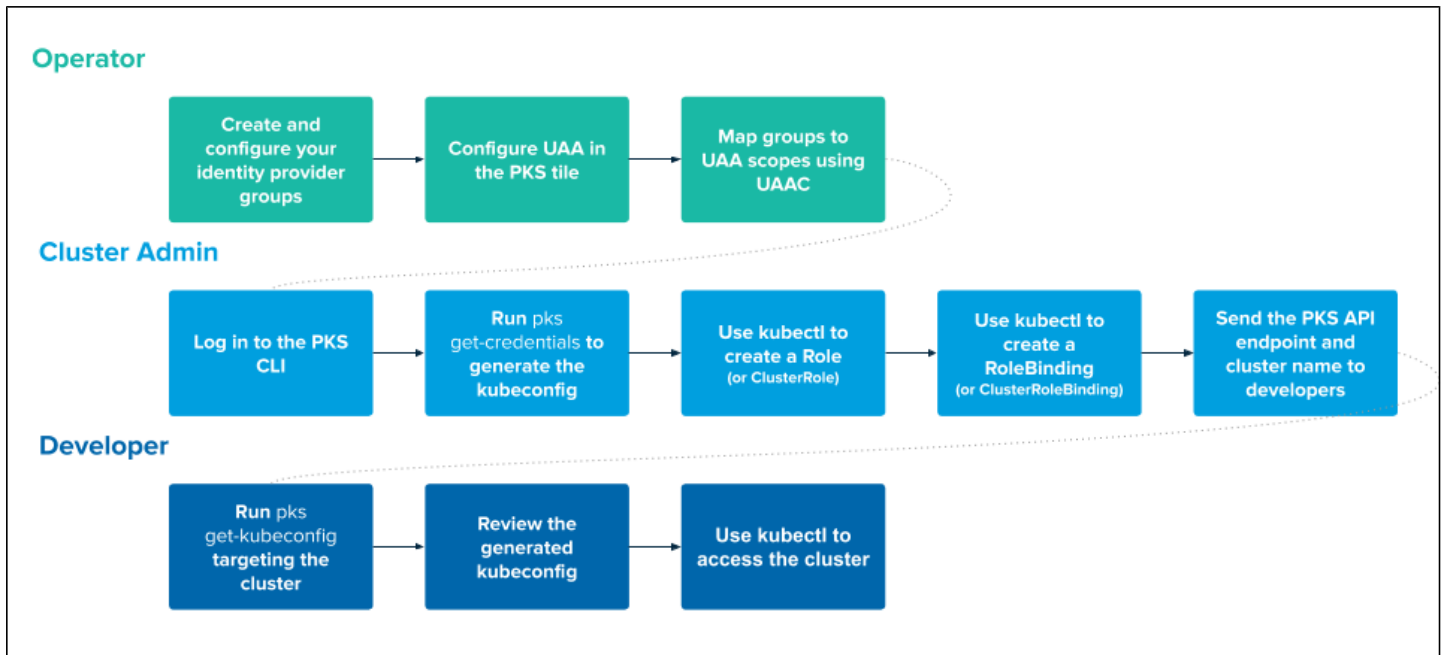 Operator
Create and
configure your
identity provider
groups
Configure UAA in
the PKS tile
Map groups to
UAA scopes using
UAAC
Cluster Admin
Log in to the PKS
CLI
Run pks
get-credentials to
generate the
kubeconfig
Use kubectl to
create a Role
(or ClusterRole)
Use kubectl to
create a
RoleBinding
(or ClusterRoleBinding)
Send the PKS API
endpoint and
cluster name to
developers
Developer
Run pks
get-kubeconfig
targeting the
cluster
Review the
generated
kubeconfig
Use kubectl to
access the cluster